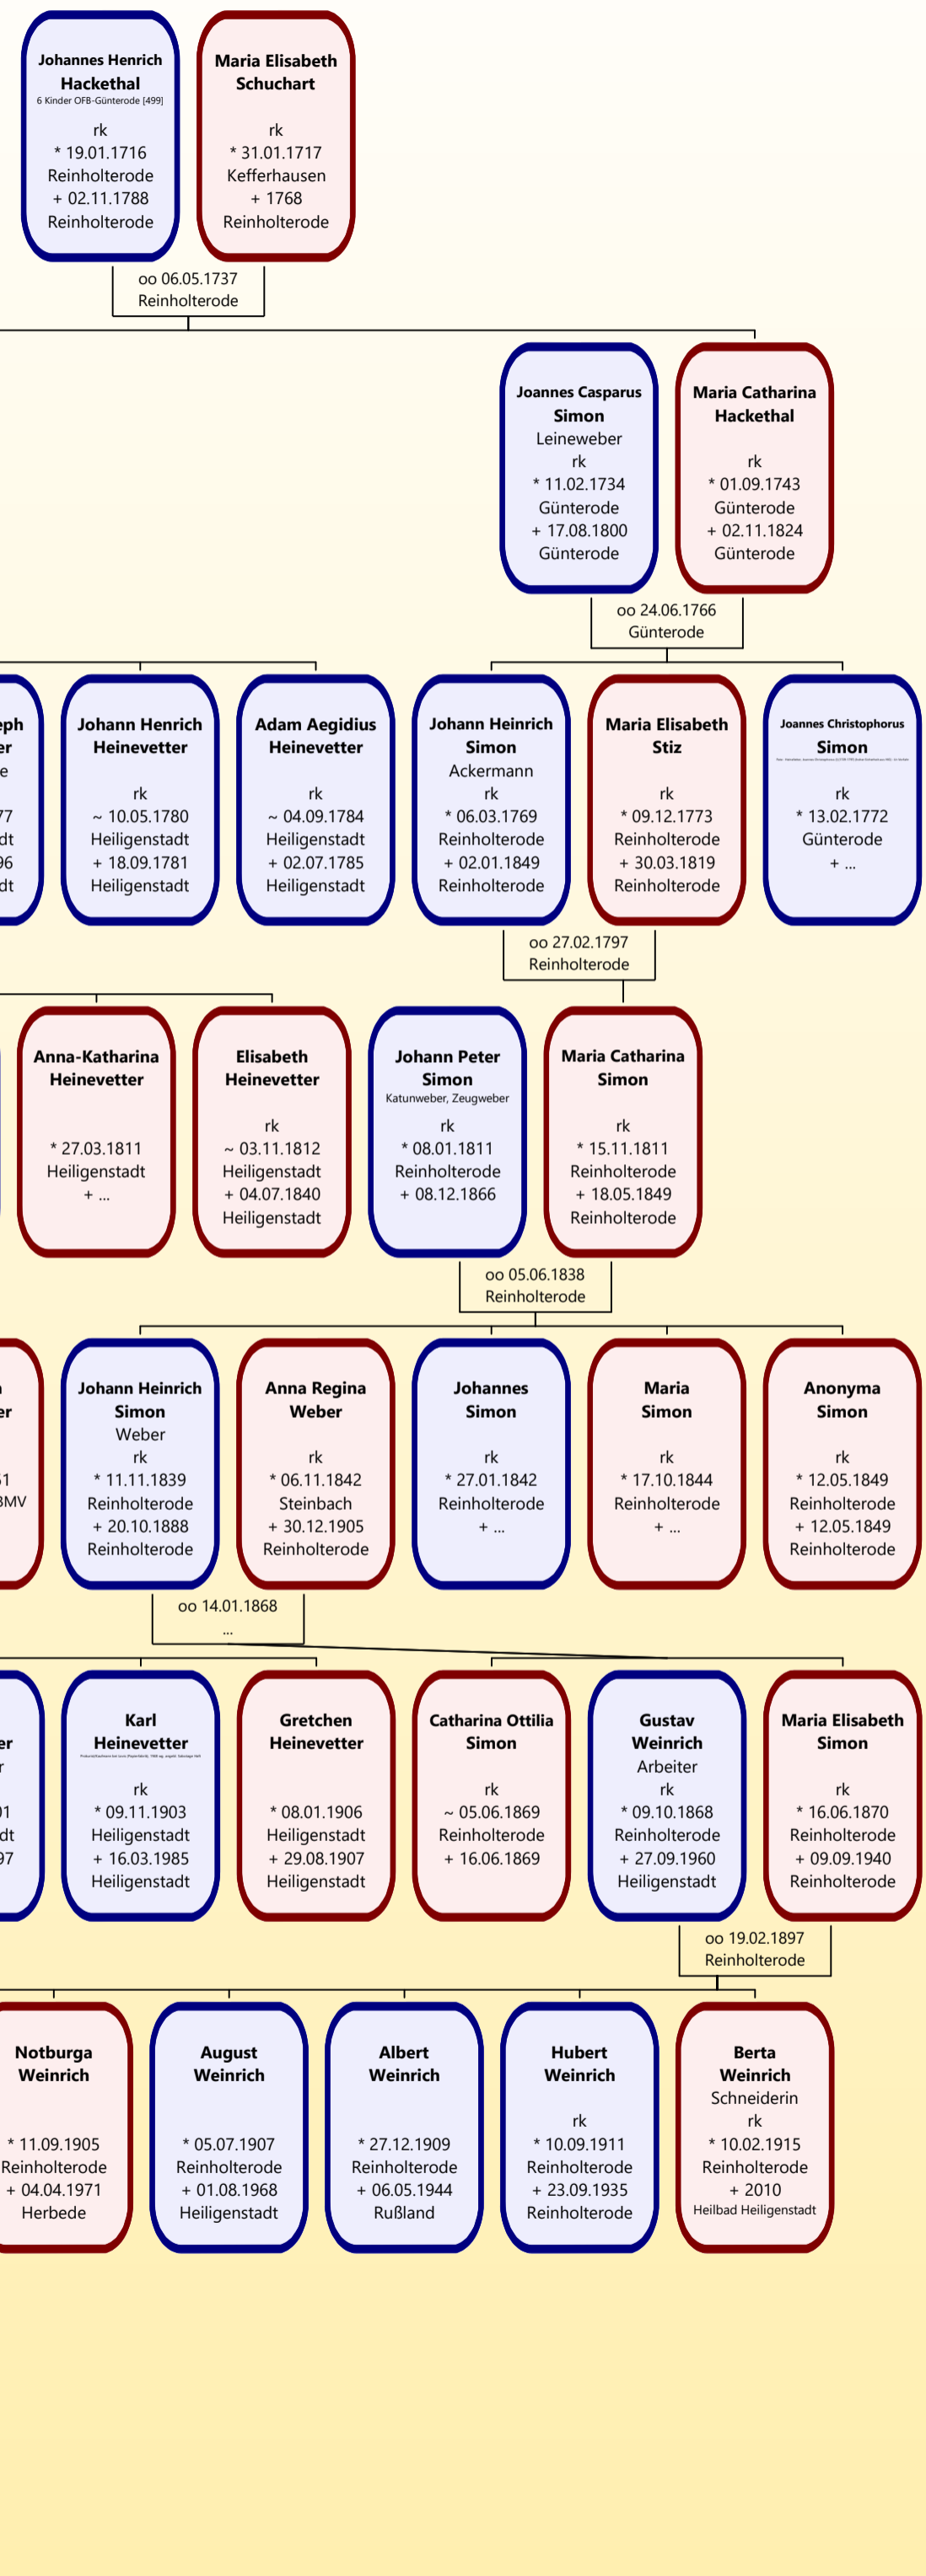 Johannes Henrich
Hackethal
6 Kinder OFB-Günterode [499]
rk
* 19.01.1716
Reinholterode
+ 02.11.1788
Reinholterode
Maria Elisabeth
Schuchart
rk
* 31.01.1717
Kefferhausen
+ 1768
Reinholterode
oo 06.05.1737
Reinholterode
Joannes Casparus
Simon
Leineweber
rk
* 11.02.1734
Günterode
+ 17.08.1800
Günterode
Maria Catharina
Hackethal
rk
* 01.09.1743
Günterode
+ 02.11.1824
Günterode
oo 24.06.1766
Günterode
eph
er
e
77
dt
96
dt
Johann Henrich
Heinevetter
rk
~ 10.05.1780
Heiligenstadt
+ 18.09.1781
Heiligenstadt
Adam Aegidius
Heinevetter
rk
~ 04.09.1784
Heiligenstadt
+ 02.07.1785
Heiligenstadt
Johann Heinrich
Simon
Ackermann
rk
* 06.03.1769
Reinholterode
+ 02.01.1849
Reinholterode
Maria Elisabeth
Stiz
rk
* 09.12.1773
Reinholterode
+ 30.03.1819
Reinholterode
Joannes Christophorus
Simon
rk
* 13.02.1772
Günterode
+ ...
oo 27.02.1797
Reinholterode
Anna-Katharina
Heinevetter
* 27.03.1811
Heiligenstadt
+ ...
Elisabeth
Heinevetter
rk
~ 03.11.1812
Heiligenstadt
+ 04.07.1840
Heiligenstadt
Johann Peter
Simon
Katunweber, Zeugweber
rk
* 08.01.1811
Reinholterode
+ 08.12.1866
Maria Catharina
Simon
rk
* 15.11.1811
Reinholterode
+ 18.05.1849
Reinholterode
oo 05.06.1838
Reinholterode
er
51
BMV
Johann Heinrich
Simon
Weber
rk
* 11.11.1839
Reinholterode
+ 20.10.1888
Reinholterode
Anna Regina
Weber
rk
* 06.11.1842
Steinbach
+ 30.12.1905
Reinholterode
Johannes
Simon
rk
* 27.01.1842
Reinholterode
+ ...
Maria
Simon
rk
* 17.10.1844
Reinholterode
+ ...
Anonyma
Simon
rk
* 12.05.1849
Reinholterode
+ 12.05.1849
Reinholterode
oo 14.01.1868
...
er
r
01
dt
97
Karl
Heinevetter
rk
* 09.11.1903
Heiligenstadt
+ 16.03.1985
Heiligenstadt
Gretchen
Heinevetter
* 08.01.1906
Heiligenstadt
+ 29.08.1907
Heiligenstadt
Catharina Ottilia
Simon
rk
~ 05.06.1869
Reinholterode
+ 16.06.1869
Gustav
Weinrich
Arbeiter
rk
* 09.10.1868
Reinholterode
+ 27.09.1960
Heiligenstadt
Maria Elisabeth
Simon
rk
* 16.06.1870
Reinholterode
+ 09.09.1940
Reinholterode
oo 19.02.1897
Reinholterode
Notburga
Weinrich
* 11.09.1905
Reinholterode
+ 04.04.1971
Herbede
August
Weinrich
* 05.07.1907
Reinholterode
+ 01.08.1968
Heiligenstadt
Albert
Weinrich
* 27.12.1909
Reinholterode
+ 06.05.1944
Rußland
Hubert
Weinrich
rk
* 10.09.1911
Reinholterode
+ 23.09.1935
Reinholterode
Berta
Weinrich
Schneiderin
rk
* 10.02.1915
Reinholterode
+ 2010
Heilbad Heiligenstadt